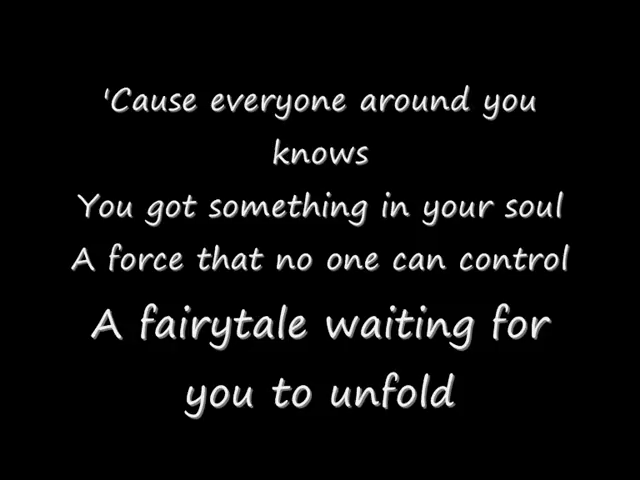 'Cause everyone around you
knows
You got something in your soul
A force that no one can control
A fairytale waiting for
you to unfold